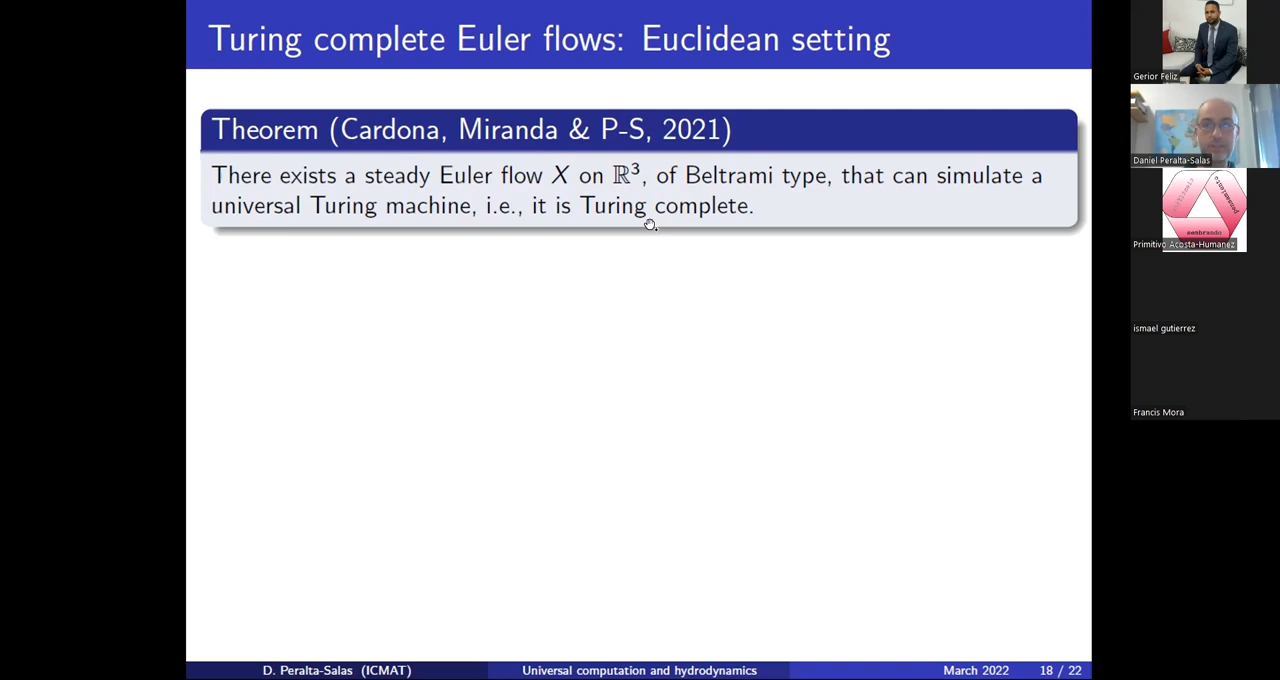 Turing complete Euler flows: Euclidean setting
Theorem (Cardona, Miranda & P-S, 2021)
There exists a steady Euler flow X on ℝ³, of Beltrami type, that can simulate a
universal Turing machine, i.e., it is Turing complete.
D. Peralta-Salas (ICMAT)
Universal computation and hydrodynamics
March 2022
18 / 22
Gerior Feliz
Daniel Peralta-Salas
pensamiento
sembrando
Primitivo Acosta-Humanez
ismael gutierrez
Francis Mora